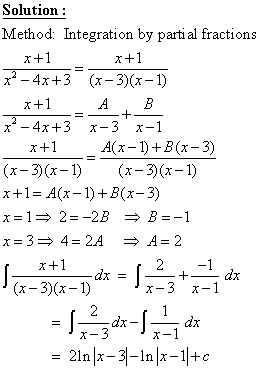 Solution :
Method: Integration by partial fractions
(x+1)/(x²−4x+3) = (x+1)/((x−3)(x−1))
(x+1)/(x²−4x+3) = A/(x−3) + B/(x−1)
(x+1)/((x−3)(x−1)) = (A(x−1)+B(x−3))/((x−3)(x−1))
x+1 = A(x−1)+B(x−3)
x=1 ⇒ 2=−2B ⇒ B=−1
x=3 ⇒ 4=2A ⇒ A=2
∫ (x+1)/((x−3)(x−1)) dx = ∫ 2/(x−3) + −1/(x−1) dx
= ∫ 2/(x−3) dx − ∫ 1/(x−1) dx
= 2ln|x−3|−ln|x−1|+c